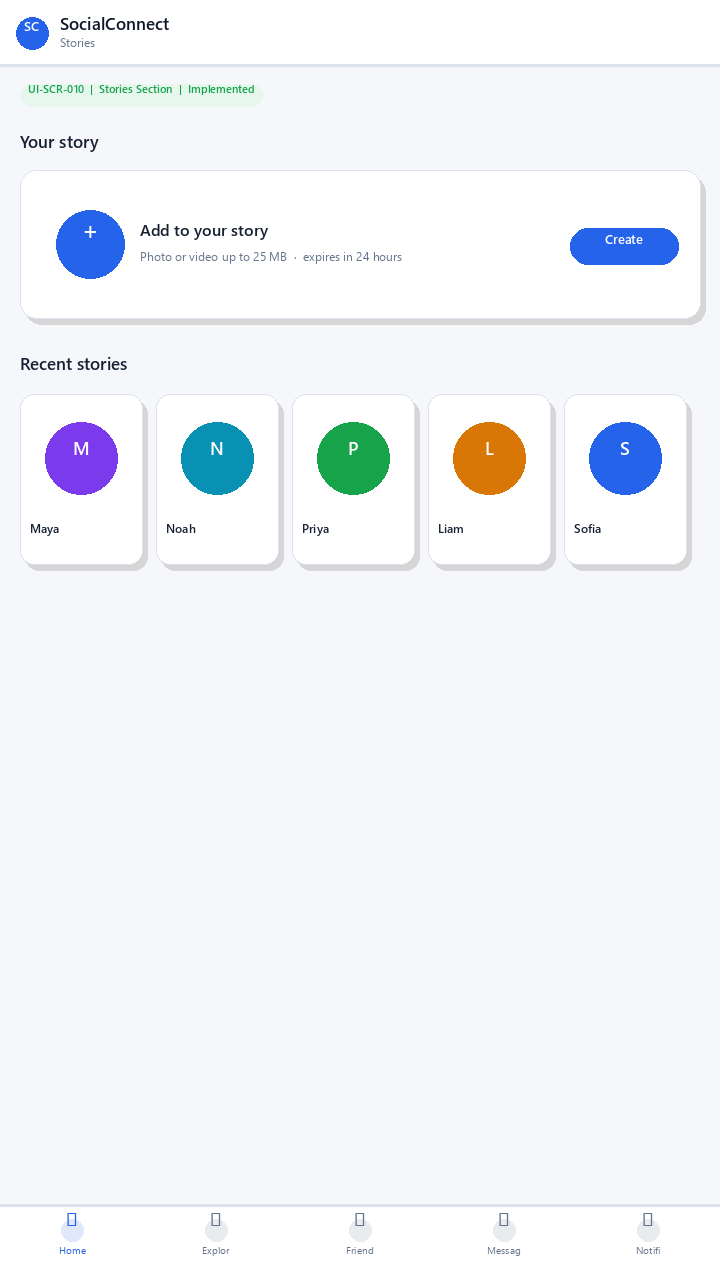 SC
SocialConnect
Stories
UI-SCR-010 | Stories Section | Implemented
Your story
+
Add to your story
Photo or video up to 25 MB · expires in 24 hours
Create
Recent stories
M N P L S
Maya Noah Priya Liam Sofia
Home Explor Friend Messag Notifi